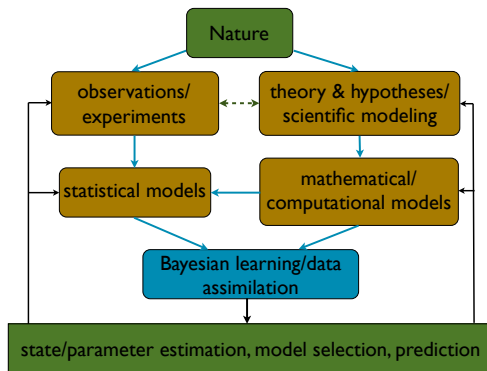 Nature
observations/
experiments
theory & hypotheses/
scientific modeling
statistical models
mathematical/
computational models
Bayesian learning/data
assimilation
state/parameter estimation, model selection, prediction